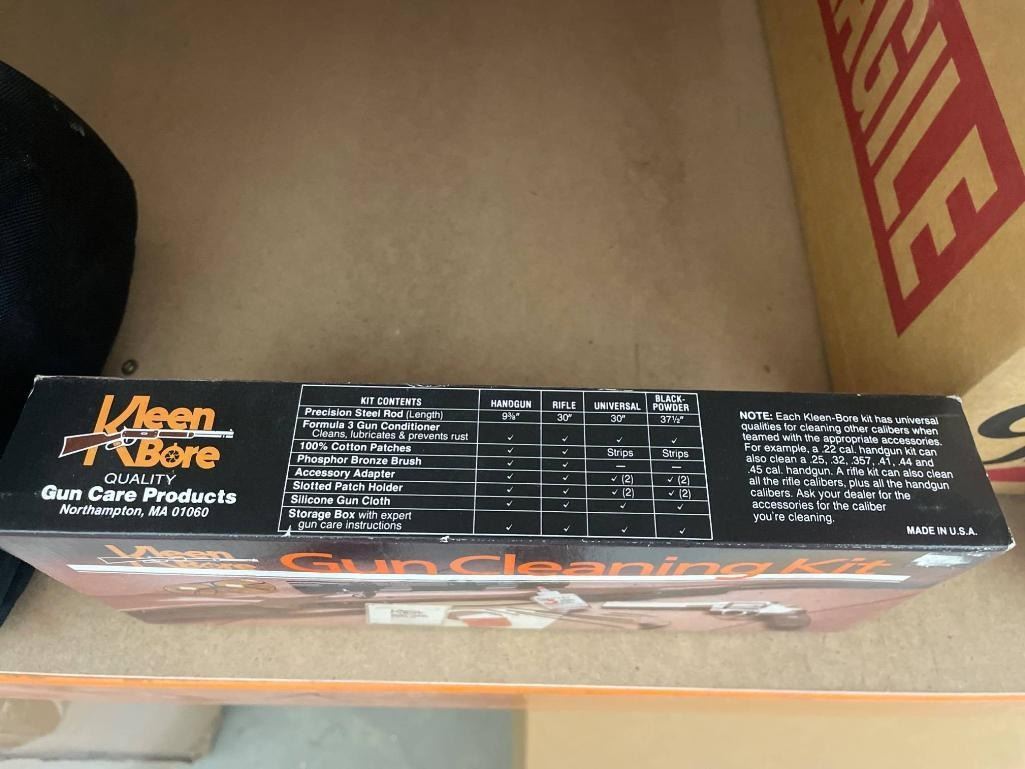 AGILE
Kleen
Bore
QUALITY
Gun Care Products
Northampton, MA 01060
KIT CONTENTS HANDGUN RIFLE UNIVERSAL BLACK-POWDER
Precision Steel Rod (Length) 9⅜" 30" 30" 37½"
Formula 3 Gun Conditioner
Cleans, lubricates & prevents rust ✓ ✓ ✓ ✓
100% Cotton Patches ✓ ✓ Strips Strips
Phosphor Bronze Brush ✓ ✓ — —
Accessory Adapter ✓ ✓ ✓ (2) ✓ (2)
Slotted Patch Holder ✓ ✓ ✓ (2) ✓ (2)
Silicone Gun Cloth ✓ ✓ ✓ ✓
Storage Box with expert
gun care instructions ✓ ✓ ✓ ✓
NOTE: Each Kleen-Bore kit has universal
qualities for cleaning other calibers when
teamed with the appropriate accessories.
For example, a .22 cal. handgun kit can
also clean a .25, .32, .357, .41, .44 and
.45 cal. handgun. A rifle kit can also clean
all the rifle calibers, plus all the handgun
calibers. Ask your dealer for the
accessories for the caliber
you're cleaning.
MADE IN U.S.A.
Kleen
Bore
Gun Cleaning Kit
Kleen